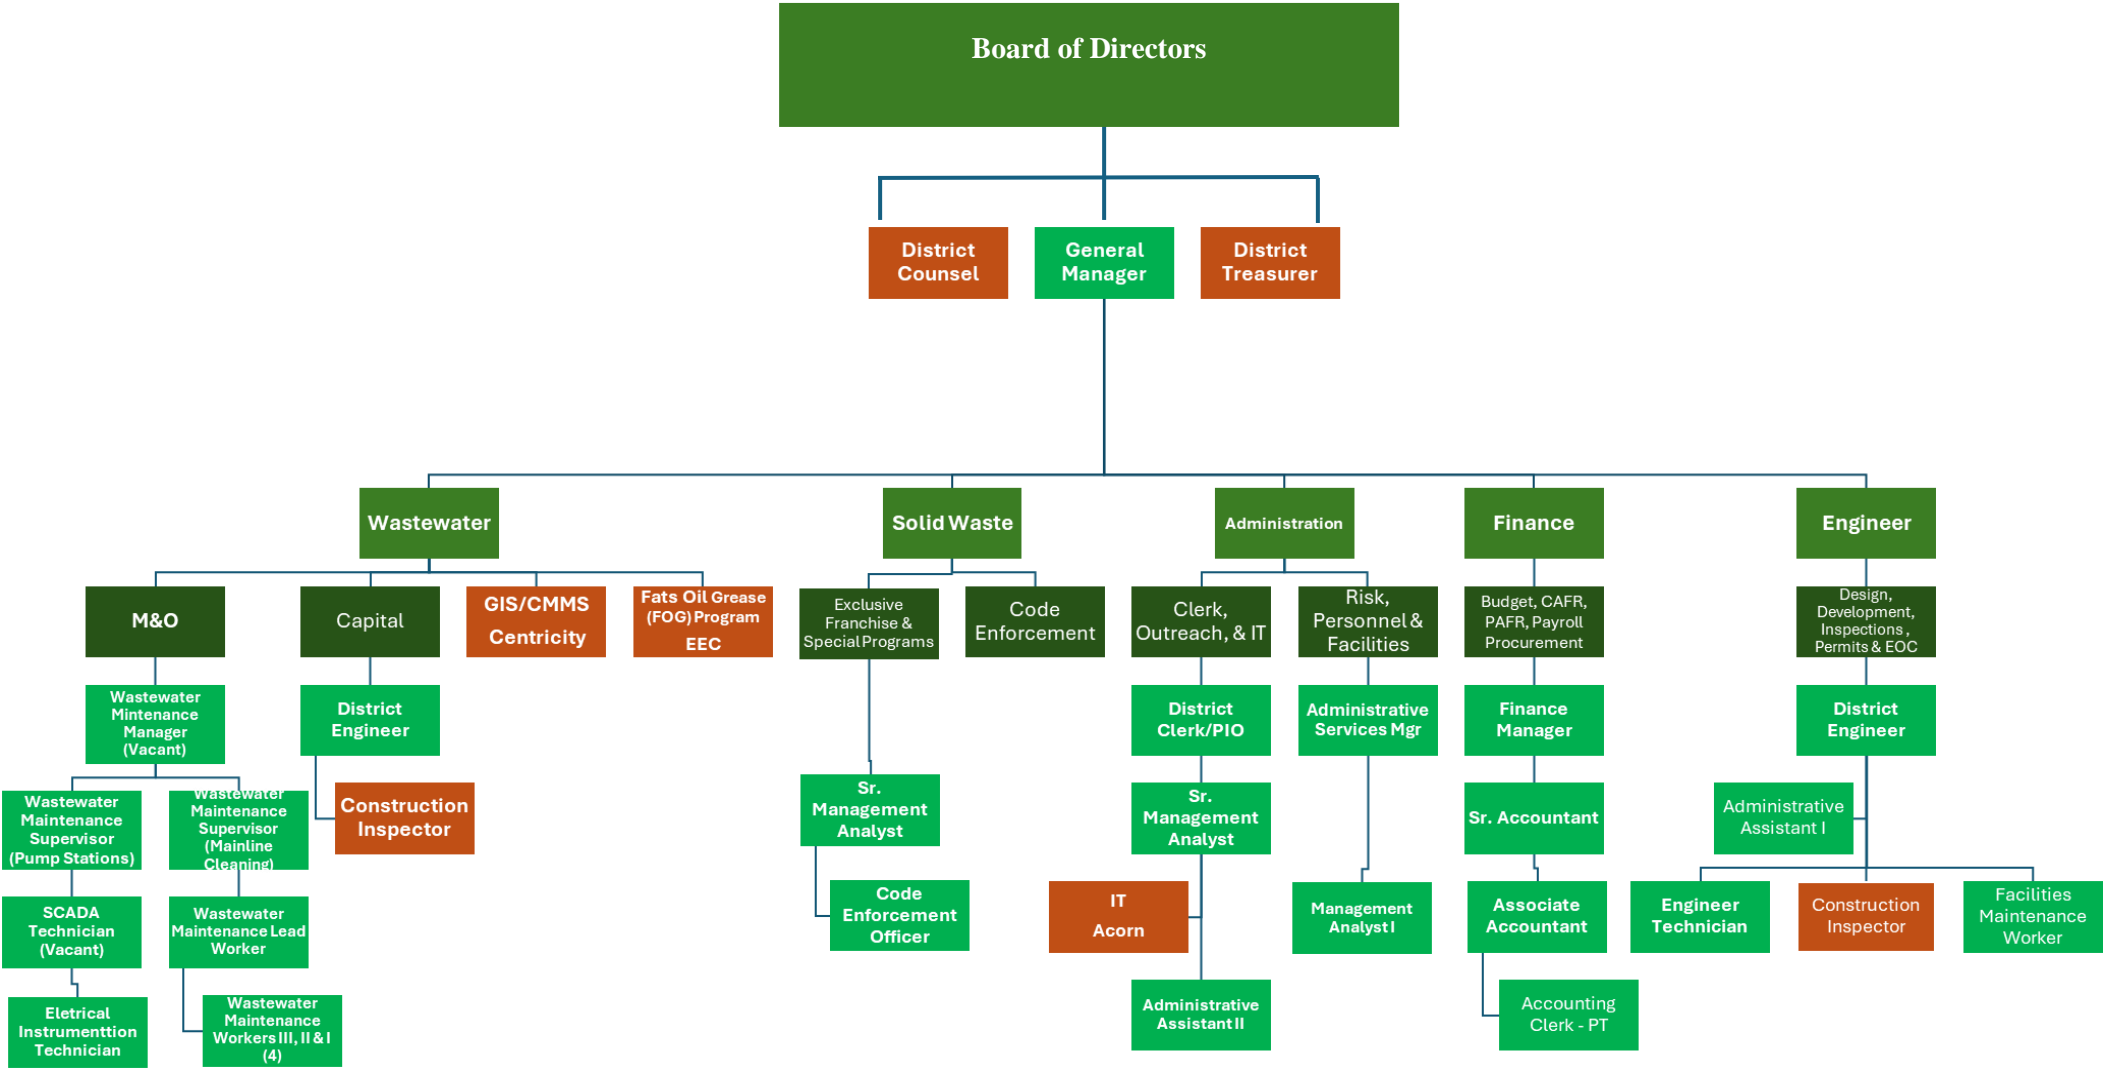 Board of Directors
District
Counsel
General
Manager
District
Treasurer
Wastewater
Solid Waste
Administration
Finance
Engineer
M&O
Capital
GIS/CMMS
Centricity
Fats Oil Grease
(FOG) Program
EEC
Exclusive
Franchise &
Special Programs
Code
Enforcement
Clerk,
Outreach, & IT
Risk,
Personnel &
Facilities
Budget, CAFR,
PAFR, Payroll
Procurement
Design,
Development,
Inspections ,
Permits & EOC
Wastewater
Mintenance
Manager
(Vacant)
District
Engineer
District
Clerk/PIO
Administrative
Services Mgr
Finance
Manager
District
Engineer
Wastewater
Maintenance
Supervisor
(Pump Stations)
Wastewater
Maintenance
Supervisor
(Mainline
Cleaning)
Construction
Inspector
Sr.
Management
Analyst
Sr.
Management
Analyst
Sr. Accountant
Administrative
Assistant I
SCADA
Technician
(Vacant)
Wastewater
Maintenance Lead
Worker
Code
Enforcement
Officer
IT
Acorn
Management
Analyst I
Associate
Accountant
Engineer
Technician
Construction
Inspector
Facilities
Maintenance
Worker
Eletrical
Instrumenttion
Technician
Wastewater
Maintenance
Workers III, II & I
(4)
Administrative
Assistant II
Accounting
Clerk - PT